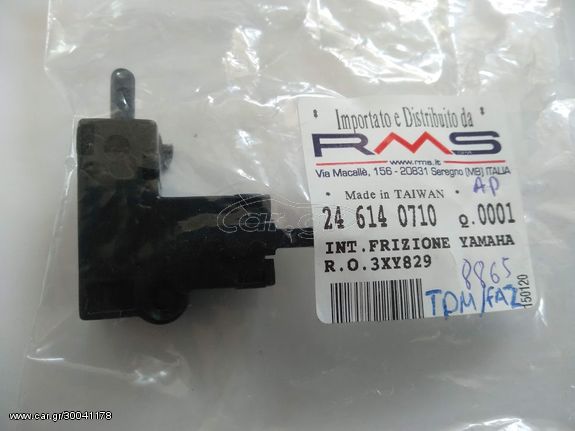 * Importato e Distribuito da *
RMS
www.rms.it
Via Macallè, 156 - 20831 Seregno (MB) ITALIA
• Made in TAIWAN •
AP
24 614 0710 Q.0001
INT.FRIZIONE YAMAHA
R.O.3XY829
8865
TDM/FAZ
150120
car.gr
www.car.gr/30041178